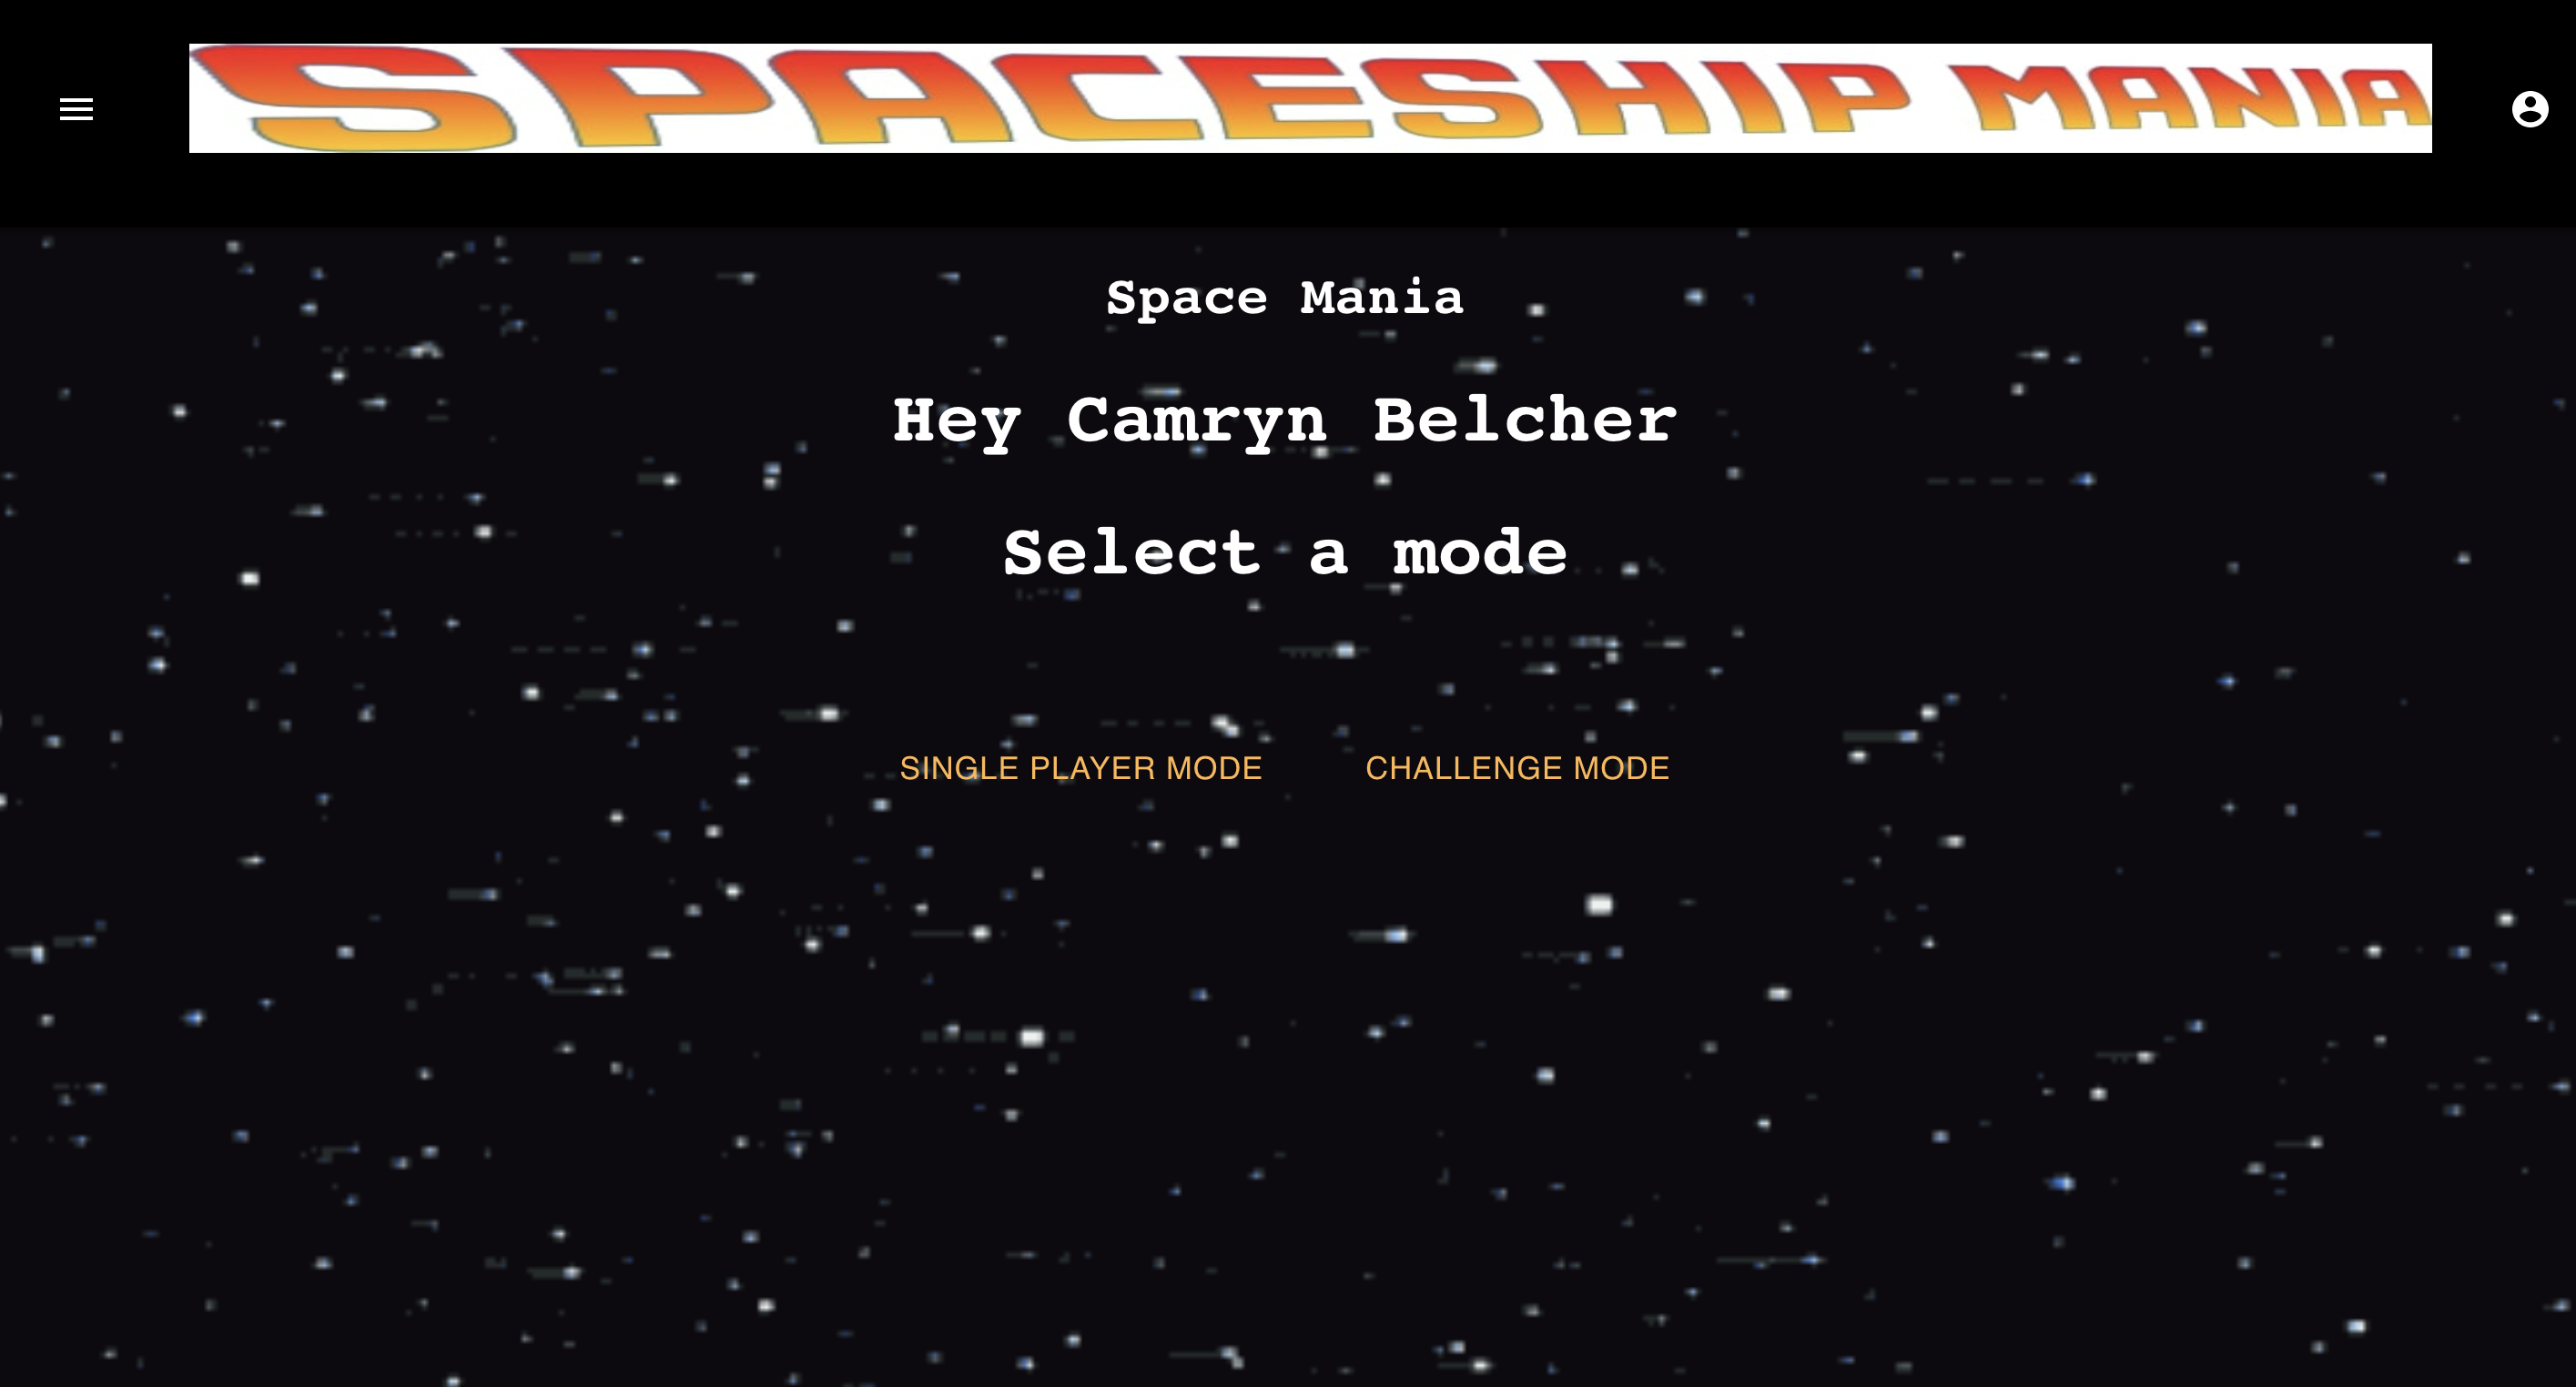 SPACESHIP MANIA
Space Mania
Hey Camryn Belcher
Select a mode
SINGLE PLAYER MODE CHALLENGE MODE